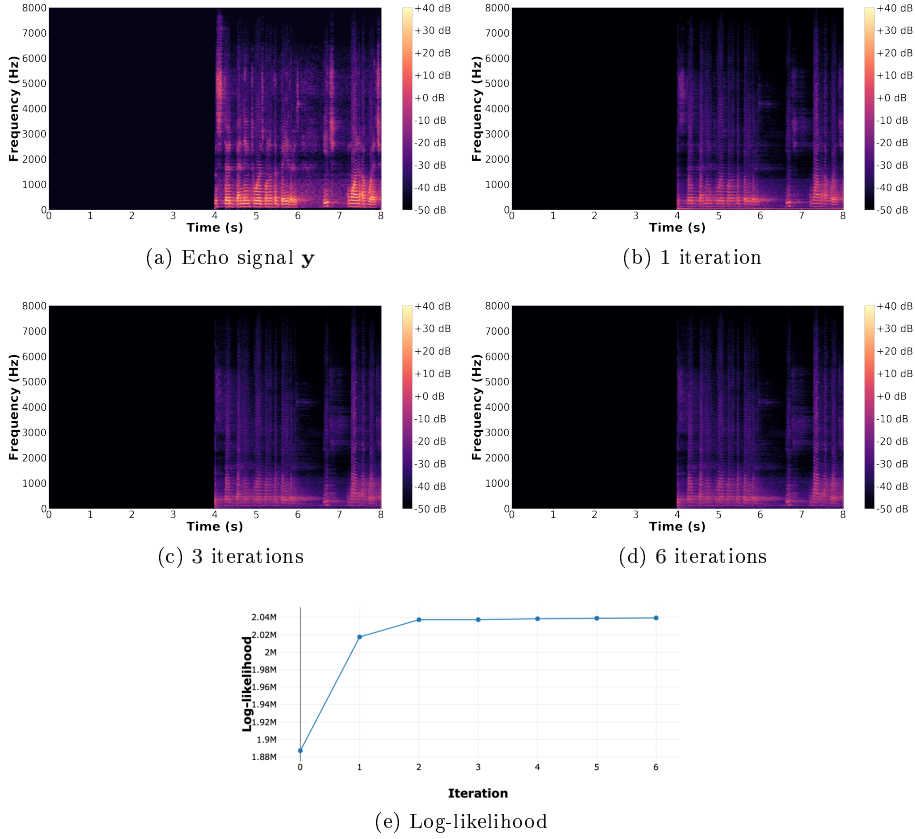 8000
7000
6000
5000
4000
3000
2000
1000
0
Frequency (Hz)
0 1 2 3 4 5 6 7 8
Time (s)
+40 dB
+30 dB
+20 dB
+10 dB
+0 dB
-10 dB
-20 dB
-30 dB
-40 dB
-50 dB
(a) Echo signal y
8000
7000
6000
5000
4000
3000
2000
1000
0
Frequency (Hz)
0 1 2 3 4 5 6 7 8
Time (s)
+40 dB
+30 dB
+20 dB
+10 dB
+0 dB
-10 dB
-20 dB
-30 dB
-40 dB
-50 dB
(b) 1 iteration
8000
7000
6000
5000
4000
3000
2000
1000
0
Frequency (Hz)
0 1 2 3 4 5 6 7 8
Time (s)
+40 dB
+30 dB
+20 dB
+10 dB
+0 dB
-10 dB
-20 dB
-30 dB
-40 dB
-50 dB
(c) 3 iterations
8000
7000
6000
5000
4000
3000
2000
1000
0
Frequency (Hz)
0 1 2 3 4 5 6 7 8
Time (s)
+40 dB
+30 dB
+20 dB
+10 dB
+0 dB
-10 dB
-20 dB
-30 dB
-40 dB
-50 dB
(d) 6 iterations
2.04M
2.02M
2M
1.98M
1.96M
1.94M
1.92M
1.9M
1.88M
Log-likelihood
0 1 2 3 4 5 6
Iteration
(e) Log-likelihood